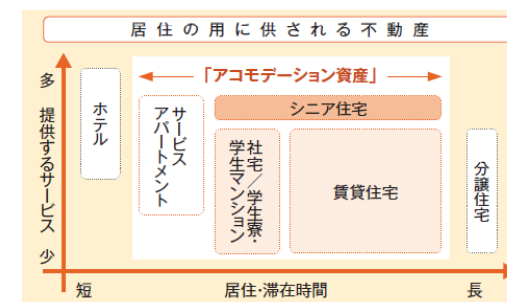 居住の用に供される不動産
「アコモデーション資産」
多 提供するサービス 少
ホテル
サービス
アパートメント
シニア住宅
社宅／学生寮・
学生マンション
賃貸住宅
分譲住宅
短 居住・滞在時間 長